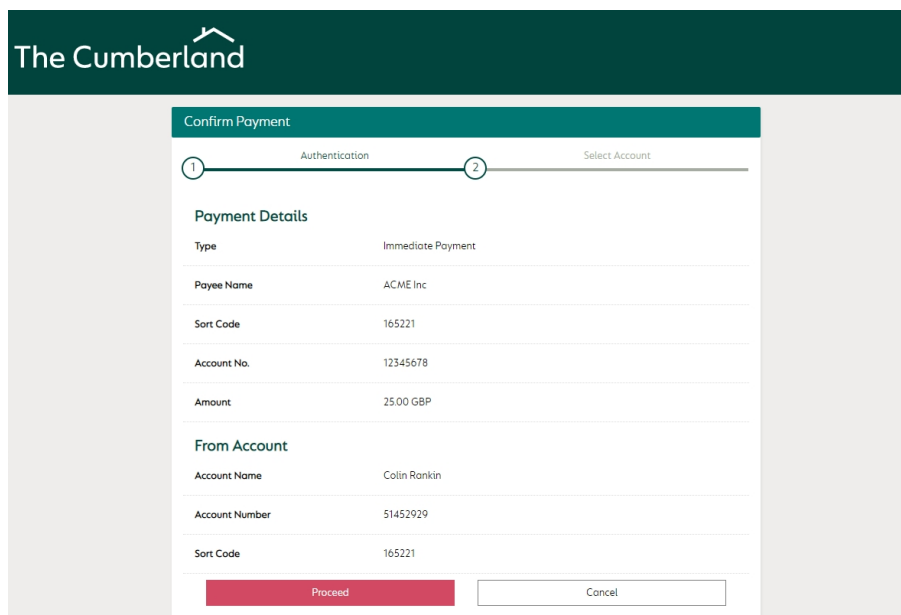 The Cumberland
Confirm Payment
Authentication Select Account
1 2
Payment Details
Type Immediate Payment
Payee Name ACME Inc
Sort Code 165221
Account No. 12345678
Amount 25.00 GBP
From Account
Account Name Colin Rankin
Account Number 51452929
Sort Code 165221
Proceed Cancel